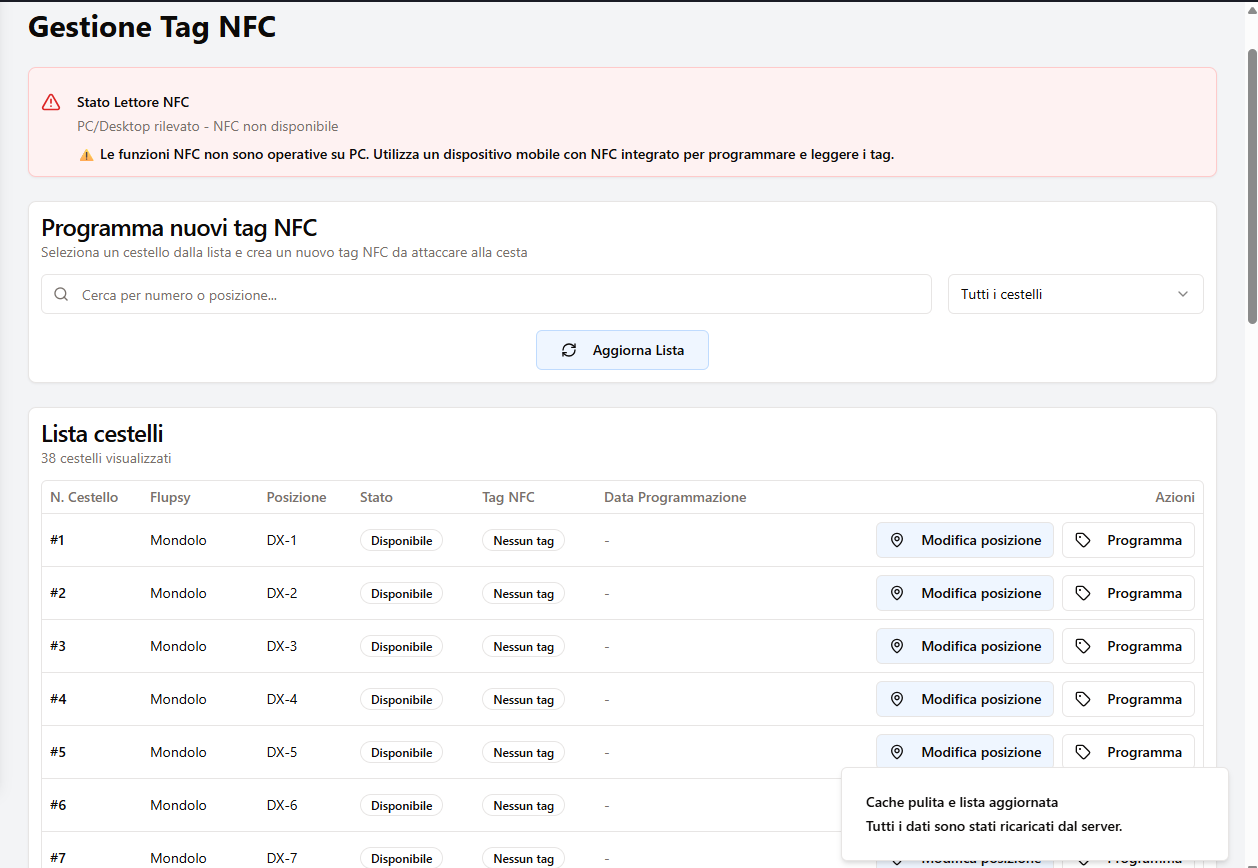 Gestione Tag NFC
Stato Lettore NFC
PC/Desktop rilevato - NFC non disponibile
⚠️ Le funzioni NFC non sono operative su PC. Utilizza un dispositivo mobile con NFC integrato per programmare e leggere i tag.
Programma nuovi tag NFC
Seleziona un cestello dalla lista e crea un nuovo tag NFC da attaccare alla cesta
Cerca per numero o posizione... Tutti i cestelli
Aggiorna Lista
Lista cestelli
38 cestelli visualizzati
N. Cestello Flupsy Posizione Stato Tag NFC Data Programmazione Azioni
#1 Mondolo DX-1 Disponibile Nessun tag - Modifica posizione Programma
#2 Mondolo DX-2 Disponibile Nessun tag - Modifica posizione Programma
#3 Mondolo DX-3 Disponibile Nessun tag - Modifica posizione Programma
#4 Mondolo DX-4 Disponibile Nessun tag - Modifica posizione Programma
#5 Mondolo DX-5 Disponibile Nessun tag - Modifica posizione Programma
#6 Mondolo DX-6 Disponibile Nessun tag -
Cache pulita e lista aggiornata
Tutti i dati sono stati ricaricati dal server.
#7 Mondolo DX-7 Disponibile Nessun tag -